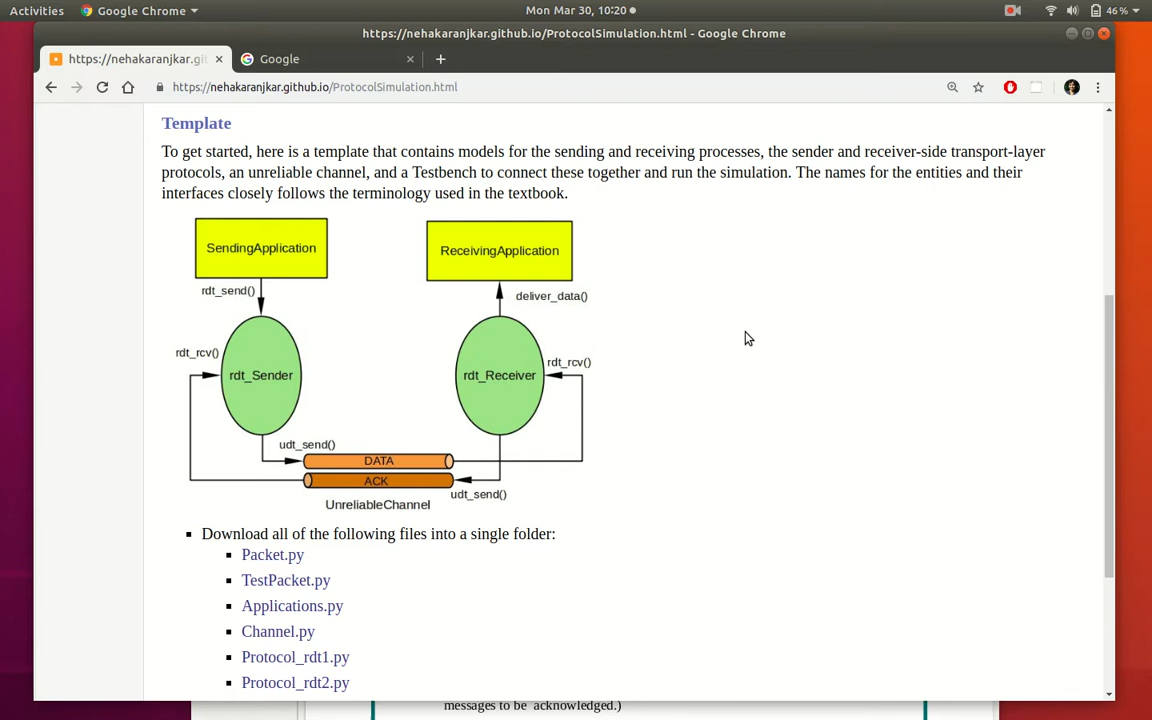 Activities Google Chrome Mon Mar 30, 10:20 46%
https://nehakaranjkar.github.io/ProtocolSimulation.html - Google Chrome
https://nehakaranjkar.gi Google
https://nehakaranjkar.github.io/ProtocolSimulation.html
Template
To get started, here is a template that contains models for the sending and receiving processes, the sender and receiver-side transport-layer
protocols, an unreliable channel, and a Testbench to connect these together and run the simulation. The names for the entities and their
interfaces closely follows the terminology used in the textbook.
SendingApplication
ReceivingApplication
rdt_send()
deliver_data()
rdt_rcv()
rdt_rcv()
rdt_Sender
rdt_Receiver
udt_send()
DATA
ACK
udt_send()
UnreliableChannel
Download all of the following files into a single folder:
Packet.py
TestPacket.py
Applications.py
Channel.py
Protocol_rdt1.py
Protocol_rdt2.py
messages to be acknowledged.)